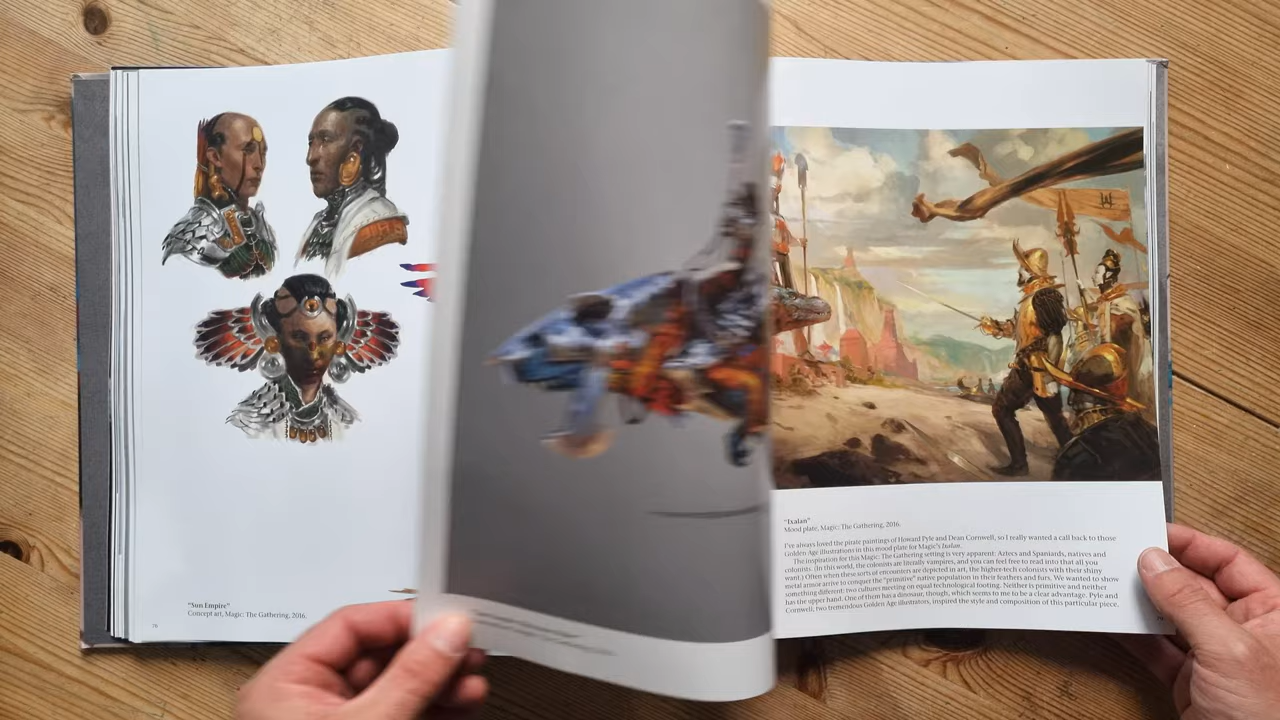 "Son Empire"
Concept art, Magic: The Gathering, 2016.
76
"Ixalan"
Mood plate, Magic: The Gathering, 2016.
I've always loved the pirate paintings of Howard Pyle and Dean Cornwell, so I really wanted a call back to those
Golden Age illustrations in this mood plate for Magic's Ixalan.
The inspiration for this Magic: The Gathering setting is very apparent: Aztecs and Spaniards, natives and
colonists. (In this world, the colonists are literally vampires, and you can feel free to read into that all you
want.) Often when these sorts of encounters are depicted in art, the higher-tech colonists with their shiny
metal armor arrive to conquer the "primitive" native population in their feathers and furs. We wanted to show
something different: two cultures meeting on equal technological footing. Neither is primitive and neither
has the upper hand. One of them has a dinosaur, though, which seems to me to be a clear advantage. Pyle and
Cornwell, two tremendous Golden Age illustrators, inspired the style and composition of this particular piece.